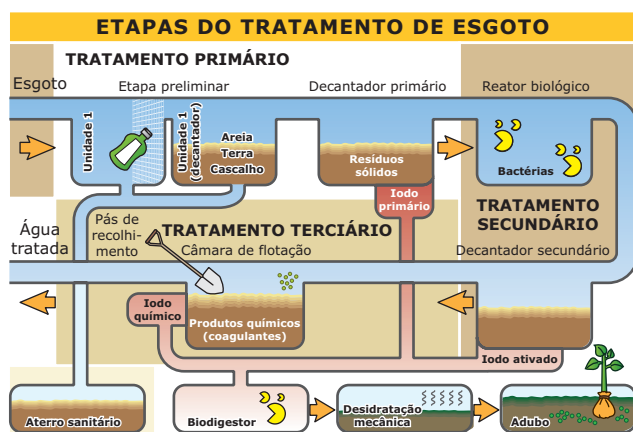 ETAPAS DO TRATAMENTO DE ESGOTO
TRATAMENTO PRIMÁRIO
Esgoto
Etapa preliminar
Decantador primário
Reator biológico
Unidade 1
Unidade 1
(decantador)
Areia
Terra
Cascalho
Resíduos
sólidos
Bactérias
Iodo
primário
Água
tratada
Pás de
recolhi-
mento
TRATAMENTO TERCIÁRIO
Câmara de flotação
TRATAMENTO
SECUNDÁRIO
Decantador secundário
Iodo
químico
Produtos químicos
(coagulantes)
Iodo ativado
Aterro sanitário
Biodigestor
Desidratação
mecânica
Adubo